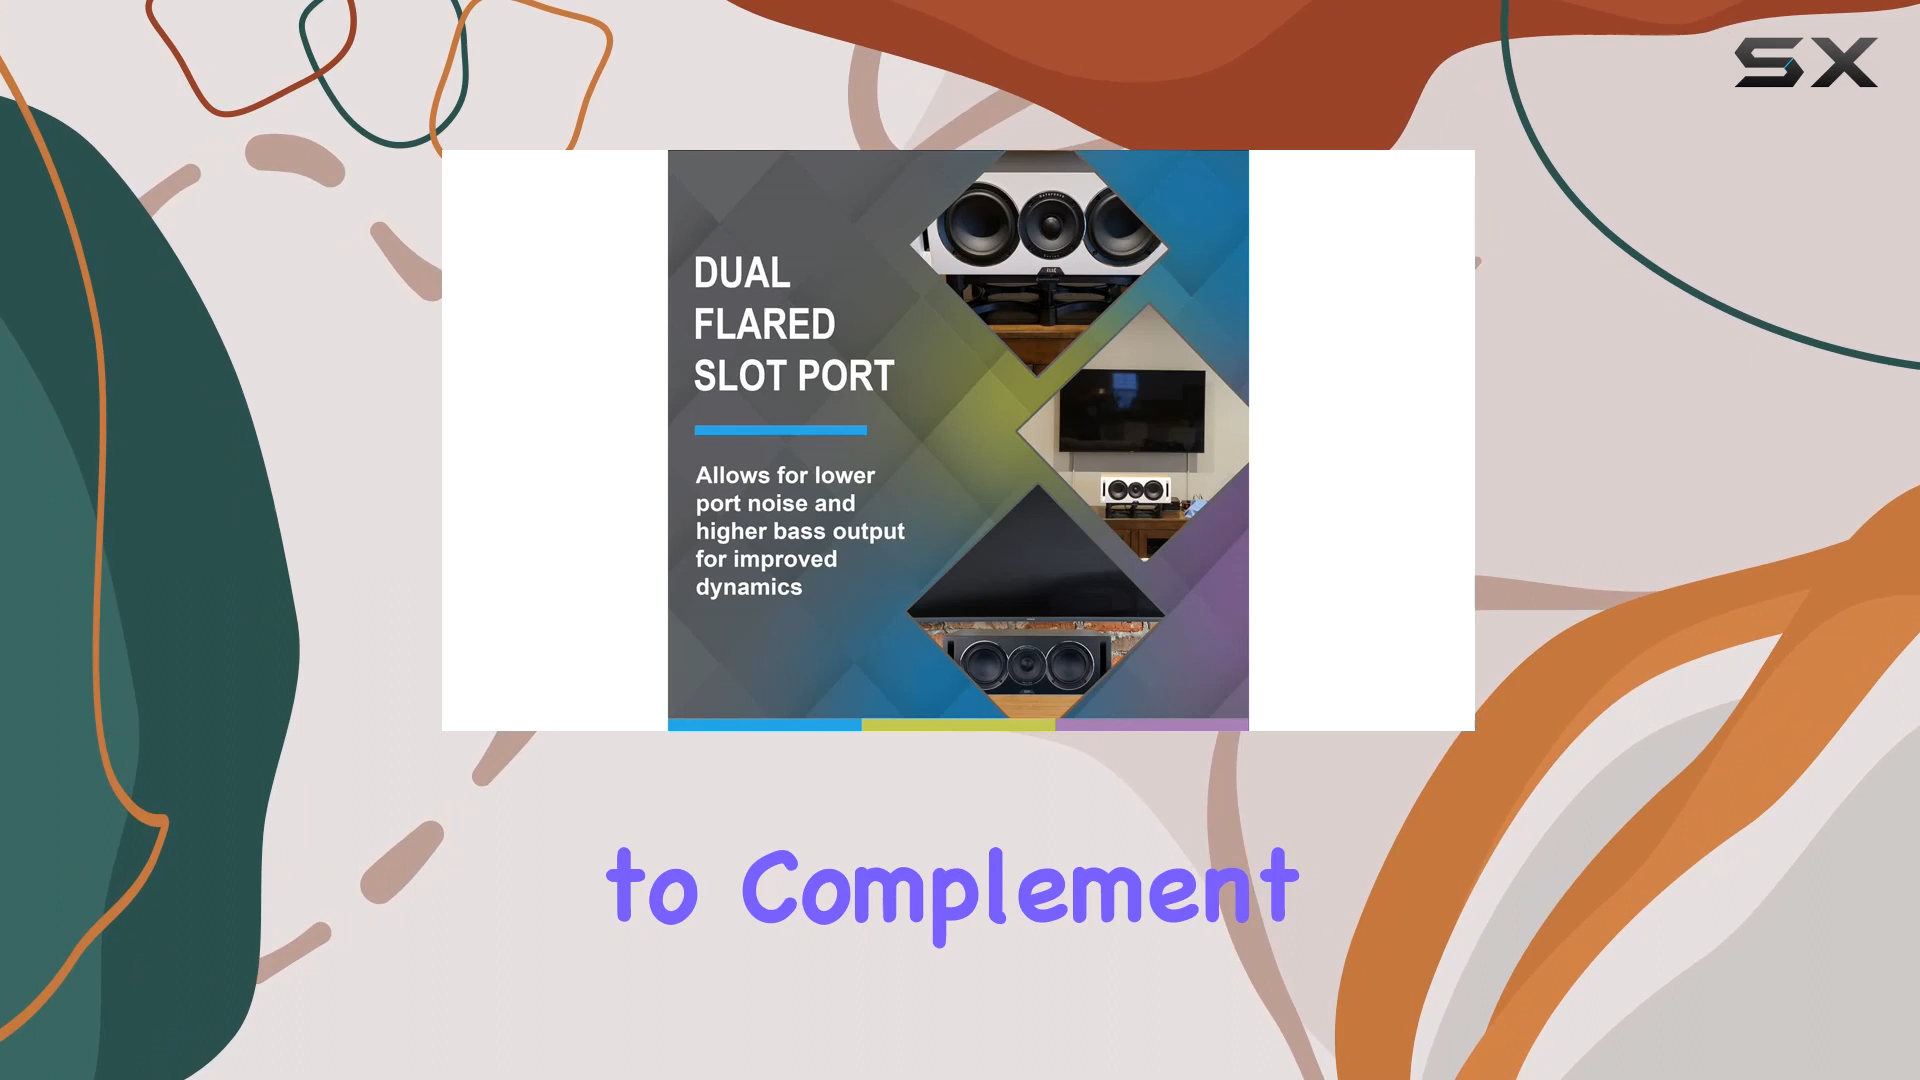 SX
DUAL
FLARED
SLOT PORT
Allows for lower
port noise and
higher bass output
for improved
dynamics
to Complement